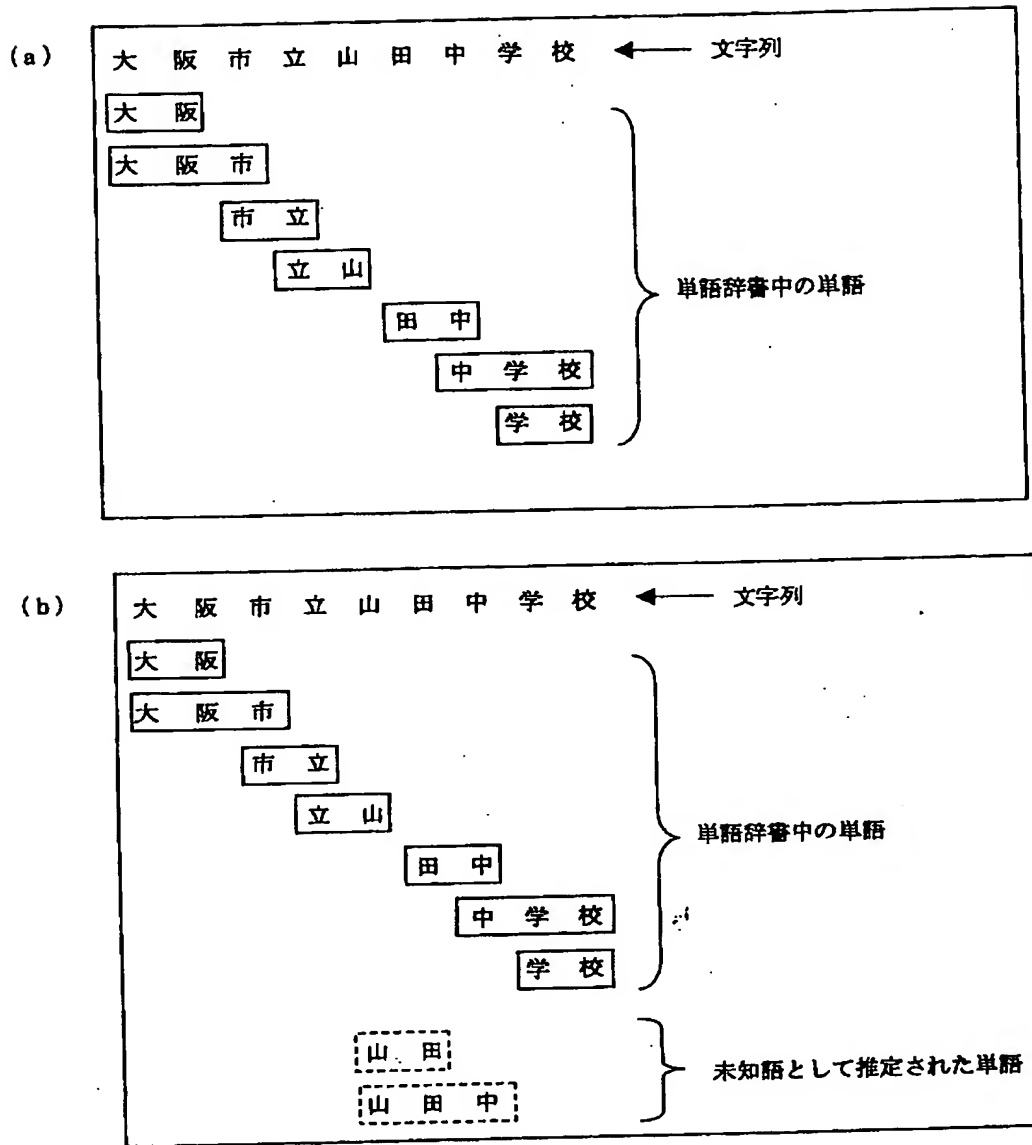 (a)
大阪市立山田中学校 ← 文字列
大阪
大阪市
市立
立山
田中
中学校
学校
単語辞書中の単語
(b)
大阪市立山田中学校 ← 文字列
大阪
大阪市
市立
立山
田中
中学校
学校
単語辞書中の単語
山田
山田中
未知語として推定された単語